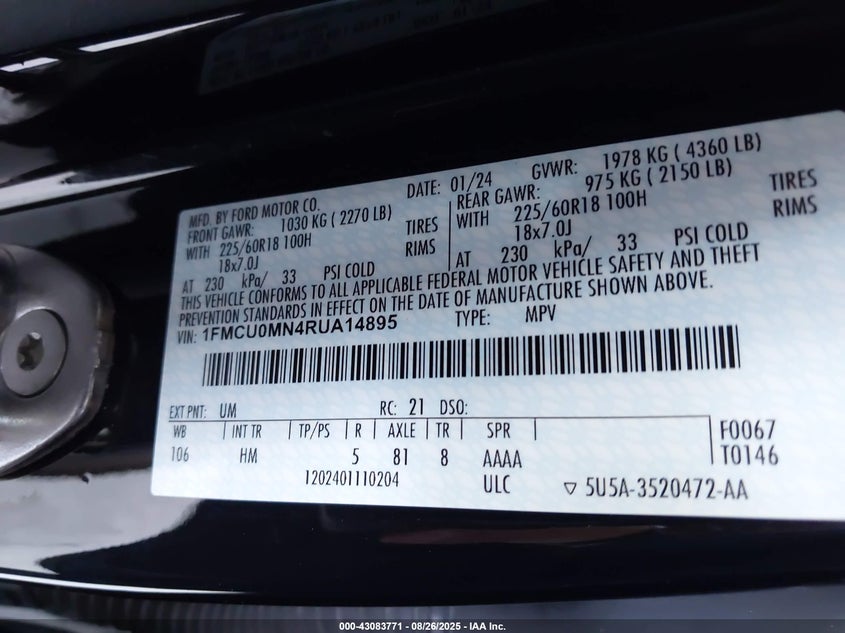 MFD. BY FORD MOTOR CO. DATE: 01/24 GVWR: 1978 KG ( 4360 LB)
FRONT GAWR: 1030 KG ( 2270 LB) REAR GAWR: 975 KG ( 2150 LB)
WITH 225/60R18 100H TIRES WITH 225/60R18 100H TIRES
18x7.0J RIMS 18x7.0J RIMS
AT 230 kPa/ 33 PSI COLD AT 230 kPa/ 33 PSI COLD
THIS VEHICLE CONFORMS TO ALL APPLICABLE FEDERAL MOTOR VEHICLE SAFETY AND THEFT
PREVENTION STANDARDS IN EFFECT ON THE DATE OF MANUFACTURE SHOWN ABOVE.
VIN: 1FMCU0MN4RUA14895 TYPE: MPV
EXT PNT: UM RC: 21 DSO:
WB INT TR TP/PS R AXLE TR SPR F0067
106 HM 5 81 8 AAAA T0146
1202401110204 ULC ▽ 5U5A-3520472-AA
000-43083771 - 08/26/2025 - IAA Inc.